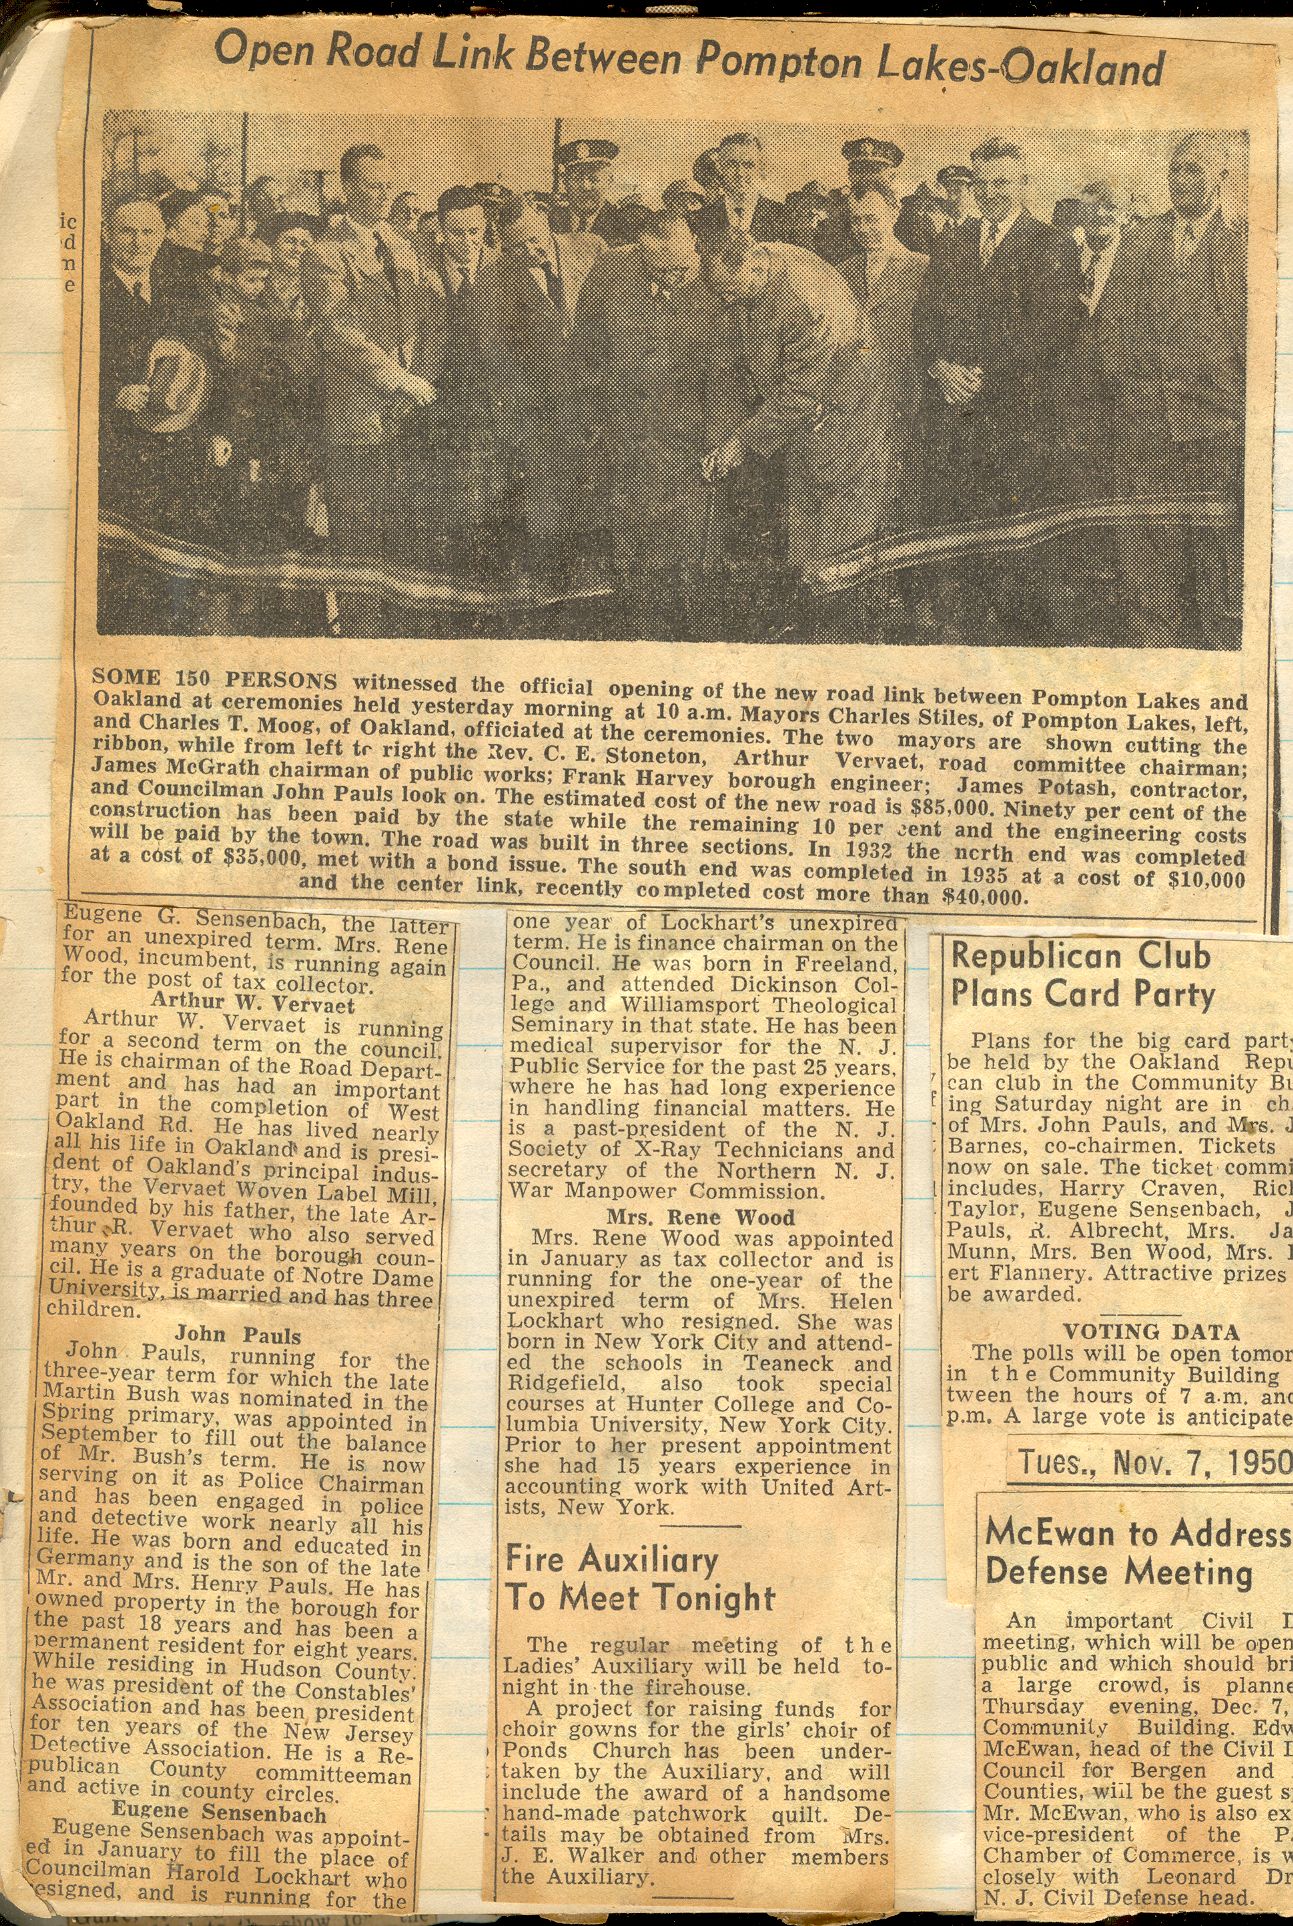 Open Road Link Between Pompton Lakes-Oakland
ic
d
m
e
SOME 150 PERSONS witnessed the official opening of the new road link between Pompton Lakes and
Oakland at ceremonies held yesterday morning at 10 a.m. Mayors Charles Stiles, of Pompton Lakes, left,
and Charles T. Moog, of Oakland, officiated at the ceremonies. The two mayors are shown cutting the
ribbon, while from left to right the Rev. C. E. Stoneton, Arthur Vervaet, road committee chairman;
James McGrath chairman of public works; Frank Harvey borough engineer; James Potash, contractor,
and Councilman John Pauls look on. The estimated cost of the new road is $85,000. Ninety per cent of the
construction has been paid by the state while the remaining 10 per cent and the engineering costs
will be paid by the town. The road was built in three sections. In 1932 the north end was completed
at a cost of $35,000, met with a bond issue. The south end was completed in 1935 at a cost of $10,000
and the center link, recently completed cost more than $40,000.
Eugene G. Sensenbach, the latter
for an unexpired term. Mrs. Rene
Wood, incumbent, is running again
for the post of tax collector.
Arthur W. Vervaet
Arthur W. Vervaet is running
for a second term on the council.
He is chairman of the Road Depart-
ment and has had an important
part in the completion of West
Oakland Rd. He has lived nearly
all his life in Oakland and is presi-
dent of Oakland's principal indus-
try, the Vervaet Woven Label Mill,
founded by his father, the late Ar-
thur R. Vervaet who also served
many years on the borough coun-
cil. He is a graduate of Notre Dame
University, is married and has three
children.
John Pauls
John Pauls, running for the
three-year term for which the late
Martin Bush was nominated in the
Spring primary, was appointed in
September to fill out the balance
of Mr. Bush's term. He is now
serving on it as Police Chairman
and has been engaged in police
and detective work nearly all his
life. He was born and educated in
Germany and is the son of the late
Mr. and Mrs. Henry Pauls. He has
owned property in the borough for
the past 18 years and has been a
permanent resident for eight years.
While residing in Hudson County,
he was president of the Constables'
Association and has been president
for ten years of the New Jersey
Detective Association. He is a Re-
publican County committeeman
and active in county circles.
Eugene Sensenbach
Eugene Sensenbach was appoint-
ed in January to fill the place of
Councilman Harold Lockhart who
resigned, and is running for the
one year of Lockhart's unexpired
term. He is finance chairman on the
Council. He was born in Freeland,
Pa., and attended Dickinson Col-
lege and Williamsport Theological
Seminary in that state. He has been
medical supervisor for the N. J.
Public Service for the past 25 years,
where he has had long experience
in handling financial matters. He
is a past-president of the N. J.
Society of X-Ray Technicians and
secretary of the Northern N. J.
War Manpower Commission.
Mrs. Rene Wood
Mrs. Rene Wood was appointed
in January as tax collector and is
running for the one-year of the
unexpired term of Mrs. Helen
Lockhart who resigned. She was
born in New York City and attend-
ed the schools in Teaneck and
Ridgefield, also took special
courses at Hunter College and Co-
lumbia University, New York City.
Prior to her present appointment
she had 15 years experience in
accounting work with United Art-
ists, New York.
Fire Auxiliary
To Meet Tonight
The regular meeting of the
Ladies' Auxiliary will be held to-
night in the firehouse.
A project for raising funds for
choir gowns for the girls' choir of
Ponds Church has been under-
taken by the Auxiliary, and will
include the award of a handsome
hand-made patchwork quilt. De-
tails may be obtained from Mrs.
J. E. Walker and other members
the Auxiliary.
Republican Club
Plans Card Party
Plans for the big card party
be held by the Oakland Repu
can club in the Community Bu
ing Saturday night are in ch
of Mrs. John Pauls, and Mrs. J
Barnes, co-chairmen. Tickets
now on sale. The ticket commi
includes, Harry Craven, Ric
Taylor, Eugene Sensenbach, J
Pauls, R. Albrecht, Mrs. Ja
Munn, Mrs. Ben Wood, Mrs.
ert Flannery. Attractive prizes
be awarded.
VOTING DATA
The polls will be open tomor
in the Community Building
tween the hours of 7 a.m. and
p.m. A large vote is anticipate
Tues., Nov. 7, 1950
McEwan to Address
Defense Meeting
An important Civil D
meeting, which will be open
public and which should bri
a large crowd, is planne
Thursday evening, Dec. 7,
Community Building. Edw
McEwan, head of the Civil D
Council for Bergen and
Counties, will be the guest s
Mr. McEwan, who is also ex
vice-president of the P
Chamber of Commerce, is w
closely with Leonard Dr
N. J. Civil Defense head.